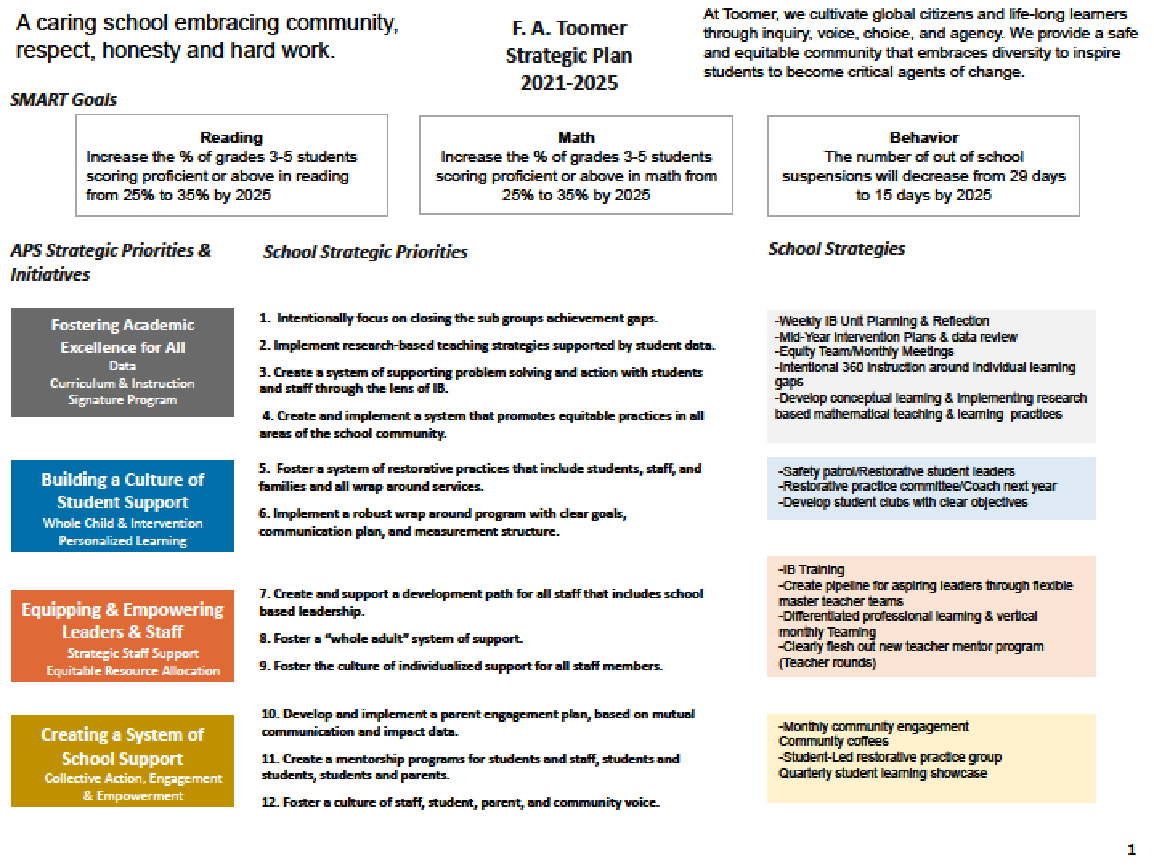 A caring school embracing community,
respect, honesty and hard work.
F. A. Toomer
Strategic Plan
2021-2025
At Toomer, we cultivate global citizens and life-long learners
through inquiry, voice, choice, and agency. We provide a safe
and equitable community that embraces diversity to inspire
students to become critical agents of change.
SMART Goals
Reading
Increase the % of grades 3-5 students
scoring proficient or above in reading
from 25% to 35% by 2025
Math
Increase the % of grades 3-5 students
scoring proficient or above in math from
25% to 35% by 2025
Behavior
The number of out of school
suspensions will decrease from 29 days
to 15 days by 2025
APS Strategic Priorities &
Initiatives
School Strategic Priorities
School Strategies
Fostering Academic
Excellence for All
Data
Curriculum & Instruction
Signature Program
1. Intentionally focus on closing the sub groups achievement gaps.
2. Implement research-based teaching strategies supported by student data.
3. Create a system of supporting problem solving and action with students
and staff through the lens of IB.
4. Create and implement a system that promotes equitable practices in all
areas of the school community.
-Weekly IB Unit Planning & Reflection
-Mid-Year Intervention Plans & data review
-Equity Team/Monthly Meetings
-Intentional 360 instruction around individual learning
gaps
-Develop conceptual learning & implementing research
based mathematical teaching & learning practices
Building a Culture of
Student Support
Whole Child & Intervention
Personalized Learning
5. Foster a system of restorative practices that include students, staff, and
families and all wrap around services.
6. Implement a robust wrap around program with clear goals,
communication plan, and measurement structure.
-Safety patrol/Restorative student leaders
-Restorative practice committee/Coach next year
-Develop student clubs with clear objectives
Equipping & Empowering
Leaders & Staff
Strategic Staff Support
Equitable Resource Allocation
7. Create and support a development path for all staff that includes school
based leadership.
8. Foster a “whole adult” system of support.
9. Foster the culture of individualized support for all staff members.
-IB Training
-Create pipeline for aspiring leaders through flexible
master teacher teams
-Differentiated professional learning & vertical
monthly Teaming
-Clearly flesh out new teacher mentor program
(Teacher rounds)
Creating a System of
School Support
Collective Action, Engagement
& Empowerment
10. Develop and implement a parent engagement plan, based on mutual
communication and impact data.
11. Create a mentorship programs for students and staff, students and
students, students and parents.
12. Foster a culture of staff, student, parent, and community voice.
-Monthly community engagement
Community coffees
-Student-Led restorative practice group
Quarterly student learning showcase
1